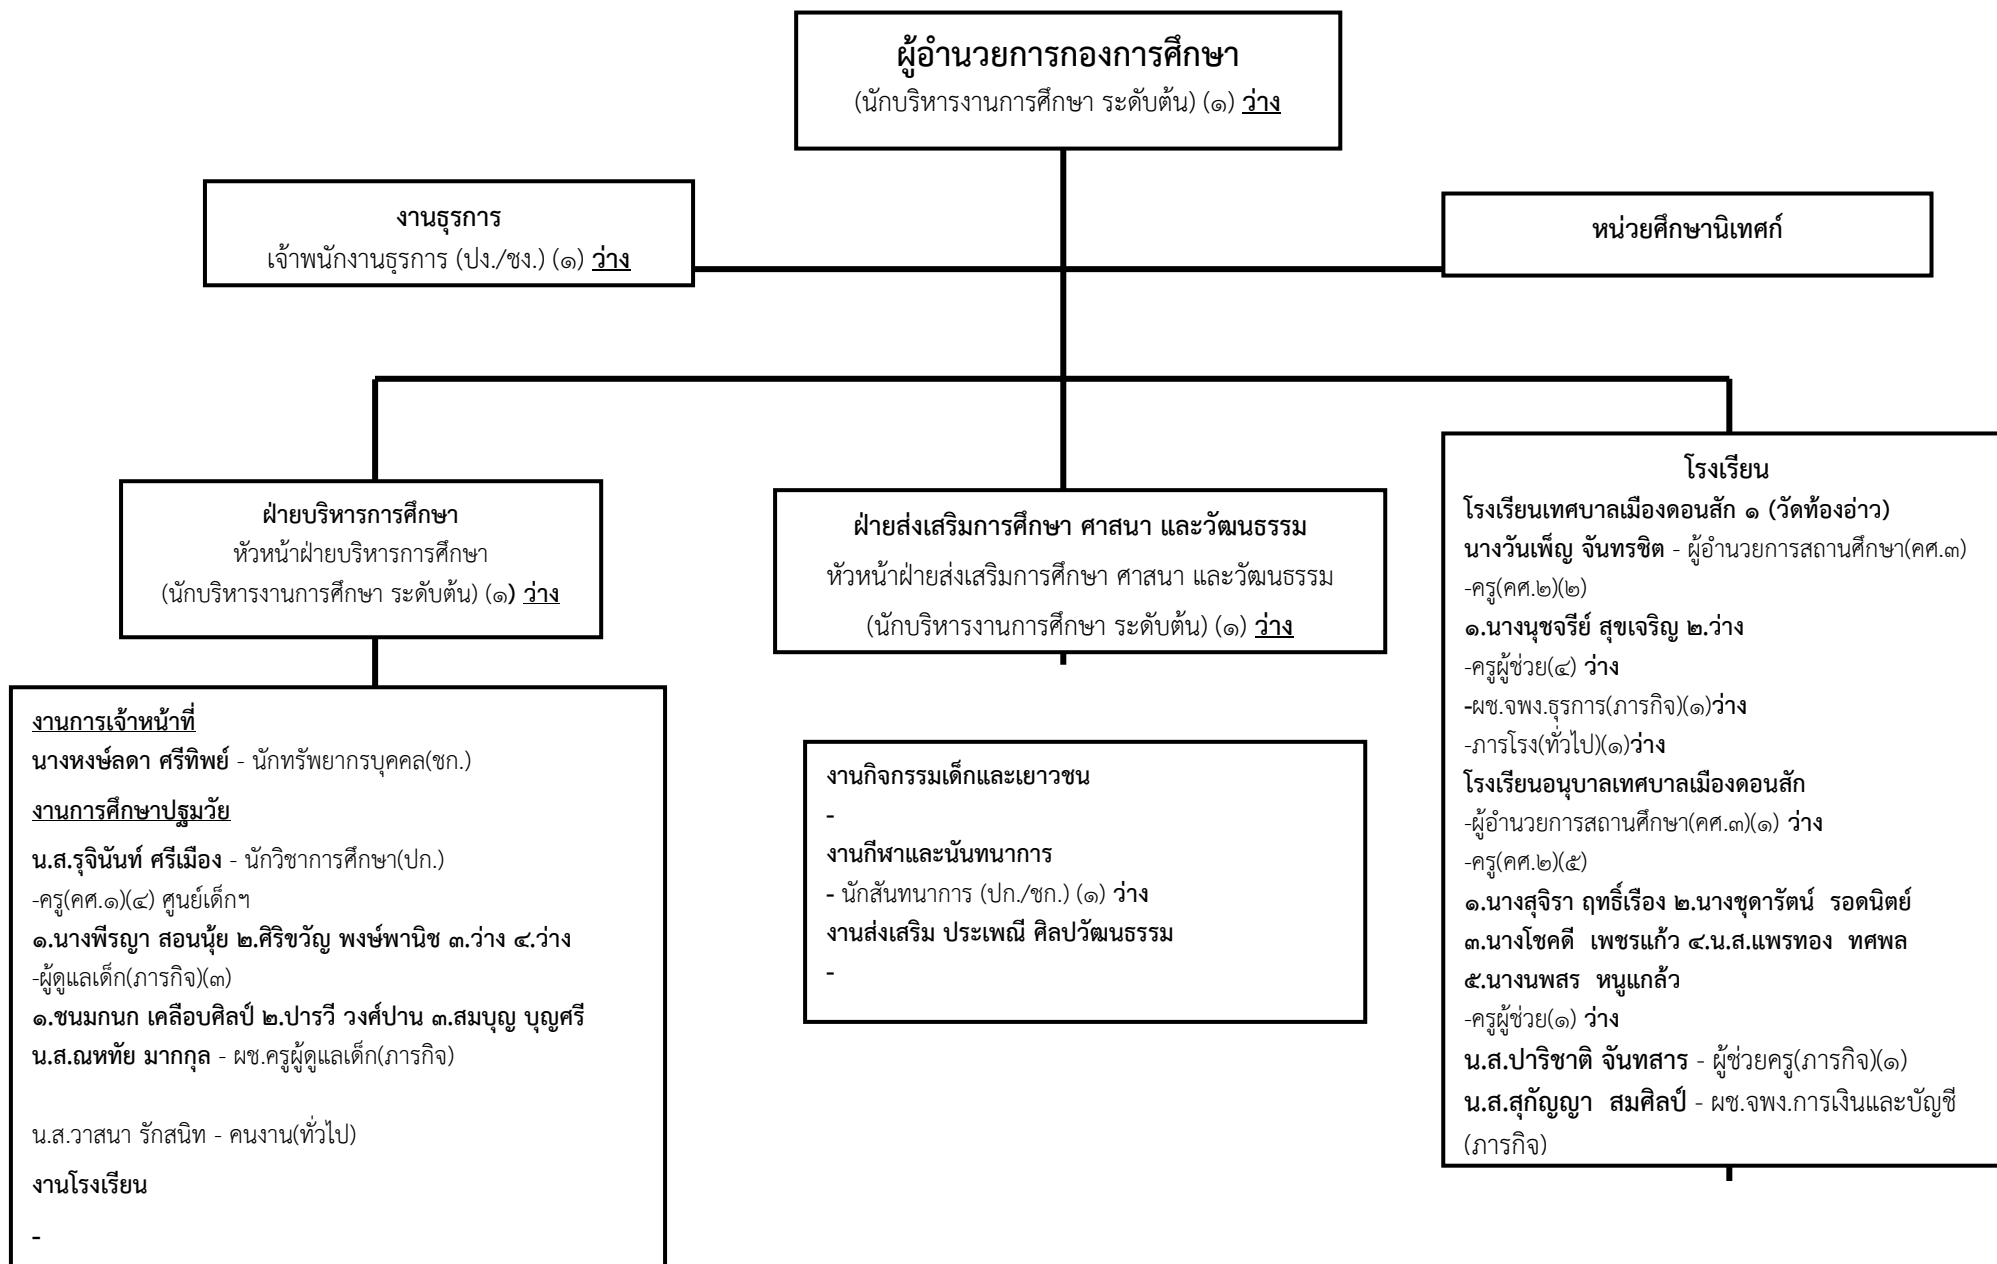 ผู้อำนวยการกองการศึกษา
(นักบริหารงานการศึกษา ระดับต้น) (๑) ว่าง
งานธุรการ
เจ้าพนักงานธุรการ (ปง./ชง.) (๑) ว่าง
หน่วยศึกษานิเทศก์
ฝ่ายบริหารการศึกษา
หัวหน้าฝ่ายบริหารการศึกษา
(นักบริหารงานการศึกษา ระดับต้น) (๑) ว่าง
งานการเจ้าหน้าที่
นางหงษ์ลดา ศรีทิพย์ - นักทรัพยากรบุคคล(ชก.)
งานการศึกษาปฐมวัย
น.ส.รุจินันท์ ศรีเมือง - นักวิชาการศึกษา(ปก.)
-ครู(คศ.๑)(๔) ศูนย์เด็กฯ
๑.นางพีรญา สอนนุ้ย ๒.ศิริขวัญ พงษ์พานิช ๓.ว่าง ๔.ว่าง
-ผู้ดูแลเด็ก(ภารกิจ)(๓)
๑.ชนมกนก เคลือบศิลป์ ๒.ปารวี วงศ์ปาน ๓.สมบุญ บุญศรี
น.ส.ณหทัย มากกุล - ผช.ครูผู้ดูแลเด็ก(ภารกิจ)
น.ส.วาสนา รักสนิท - คนงาน(ทั่วไป)
งานโรงเรียน
-
ฝ่ายส่งเสริมการศึกษา ศาสนา และวัฒนธรรม
หัวหน้าฝ่ายส่งเสริมการศึกษา ศาสนา และวัฒนธรรม
(นักบริหารงานการศึกษา ระดับต้น) (๑) ว่าง
งานกิจกรรมเด็กและเยาวชน
-
งานกีฬาและนันทนาการ
- นักสันทนาการ (ปก./ชก.) (๑) ว่าง
งานส่งเสริม ประเพณี ศิลปวัฒนธรรม
-
โรงเรียน
โรงเรียนเทศบาลเมืองดอนสัก ๑ (วัดท้องอ่าว)
นางวันเพ็ญ จันทรชิต - ผู้อำนวยการสถานศึกษา(คศ.๓)
-ครู(คศ.๒)(๒)
๑.นางนุชจรีย์ สุขเจริญ ๒.ว่าง
-ครูผู้ช่วย(๔) ว่าง
-ผช.จพง.ธุรการ(ภารกิจ)(๑)ว่าง
-ภารโรง(ทั่วไป)(๑)ว่าง
โรงเรียนอนุบาลเทศบาลเมืองดอนสัก
-ผู้อำนวยการสถานศึกษา(คศ.๓)(๑) ว่าง
-ครู(คศ.๒)(๕)
๑.นางสุจิรา ฤทธิ์เรือง ๒.นางชุดารัตน์ รอดนิตย์
๓.นางโชคดี เพชรแก้ว ๔.น.ส.แพรทอง ทศพล
๕.นางนพสร หนูแกล้ว
-ครูผู้ช่วย(๑) ว่าง
น.ส.ปาริชาติ จันทสาร - ผู้ช่วยครู(ภารกิจ)(๑)
น.ส.สุกัญญา สมศิลป์ - ผช.จพง.การเงินและบัญชี
(ภารกิจ)